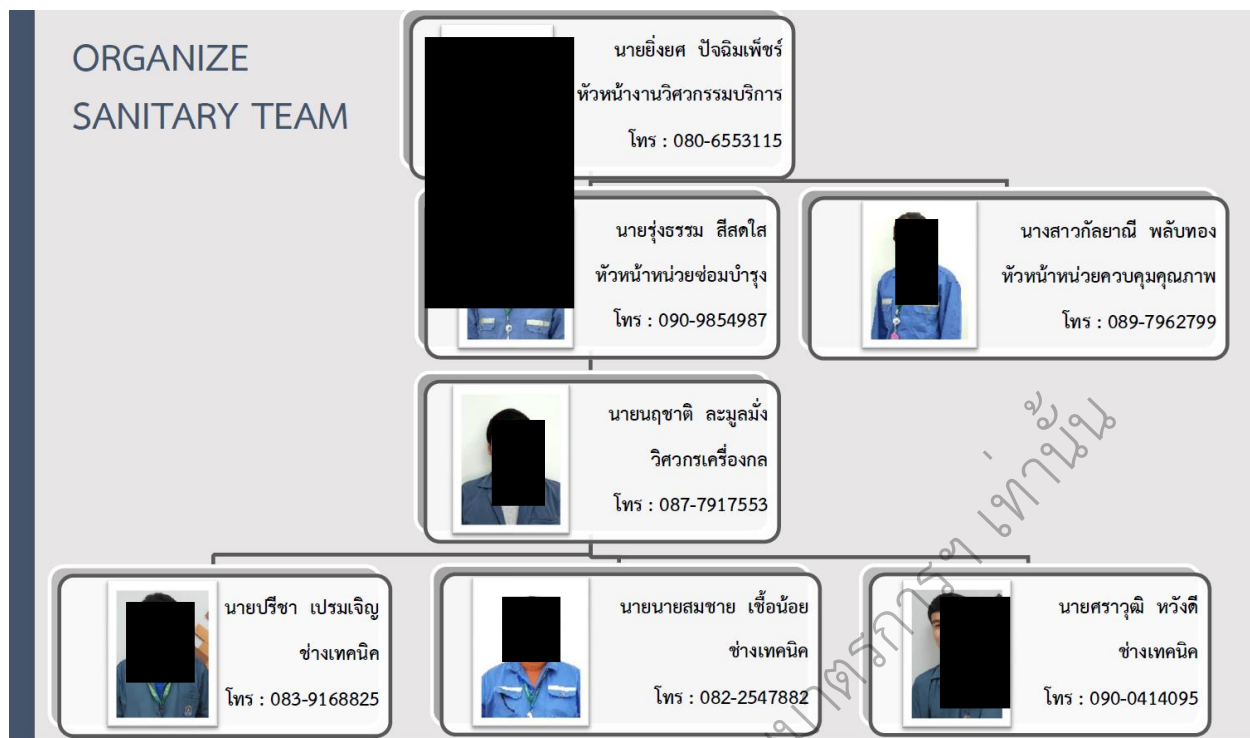 ORGANIZE
SANITARY TEAM
นายยิ่งยศ ปัจฉิมเพ็ชร์
หัวหน้างานวิศวกรรมบริการ
โทร : 080-6553115
นายรุ่งธรรม สีสดใส
หัวหน้าหน่วยซ่อมบำรุง
โทร : 090-9854987
นางสาวกัลยาณี พลับทอง
หัวหน้าหน่วยควบคุมคุณภาพ
โทร : 089-7962799
นายนฤชาติ ละมูลมั่ง
วิศวกรเครื่องกล
โทร : 087-7917553
นายปรีชา เปรมเจิญ
ช่างเทคนิค
โทร : 083-9168825
นายนายสมชาย เชื้อน้อย
ช่างเทคนิค
โทร : 082-2547882
นายศราวุฒิ หวังดี
ช่างเทคนิค
โทร : 090-0414095
เท่านั้น